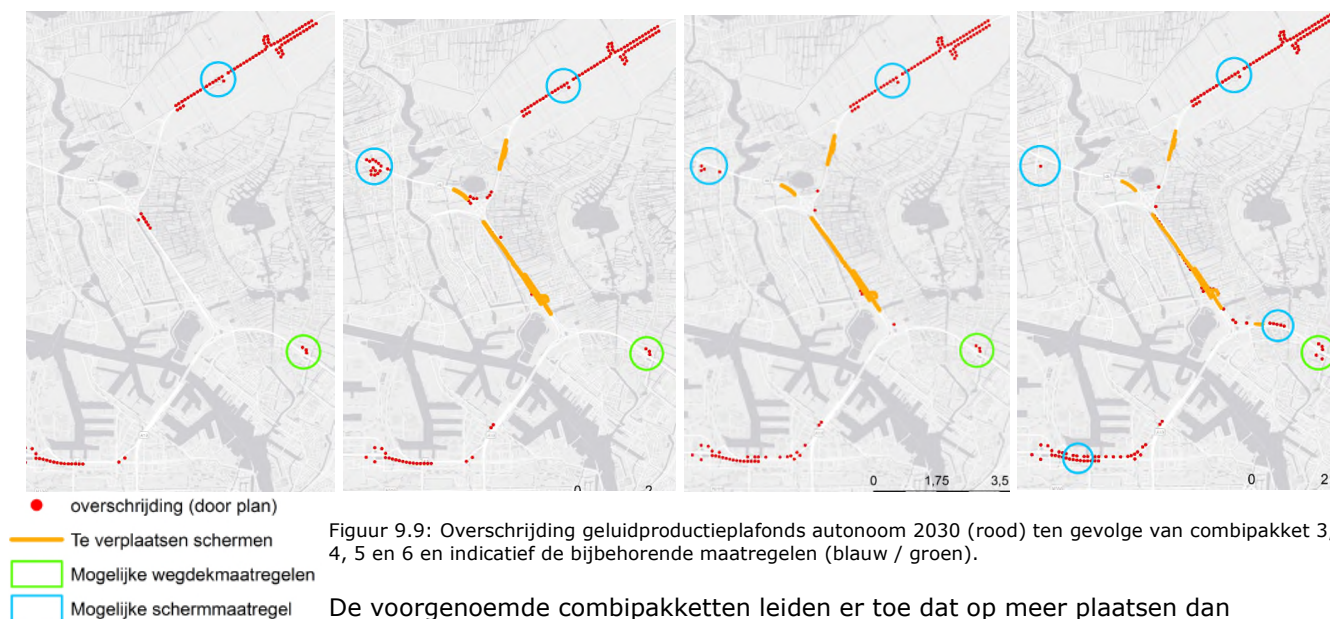 0
2
0
1,75
3,5
0
2
overschrijding (door plan)
Te verplaatsen schermen
Mogelijke wegdekmaatregelen
Mogelijke schermmaatregel
Figuur 9.9: Overschrijding geluidproductieplafonds autonoom 2030 (rood) ten gevolge van combipakket 3,
4, 5 en 6 en indicatief de bijbehorende maatregelen (blauw / groen).
De voorgenoemde combipakketten leiden er toe dat op meer plaatsen dan